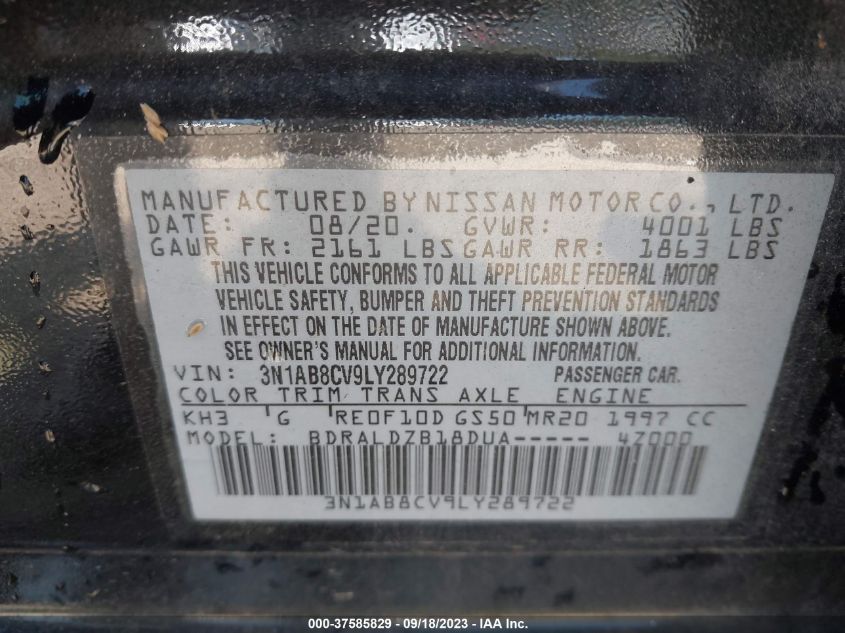 MANUFACTURED BY NISSAN MOTOR CO., LTD.
DATE: 08/20. GVWR: 4001 LBS
GAWR FR: 2161 LBS GAWR RR: 1863 LBS
THIS VEHICLE CONFORMS TO ALL APPLICABLE FEDERAL MOTOR
VEHICLE SAFETY, BUMPER AND THEFT PREVENTION STANDARDS
IN EFFECT ON THE DATE OF MANUFACTURE SHOWN ABOVE.
SEE OWNER'S MANUAL FOR ADDITIONAL INFORMATION.
VIN: 3N1AB8CV9LY289722 PASSENGER CAR.
COLOR TRIM TRANS AXLE ENGINE
KH3 'G RE0F10D GS50 MR20 1997 CC
MODEL: BDRALDZB18DUA----- 4Z000
3N1AB8CV9LY289722
000-37585829 - 09/18/2023 - IAA Inc.